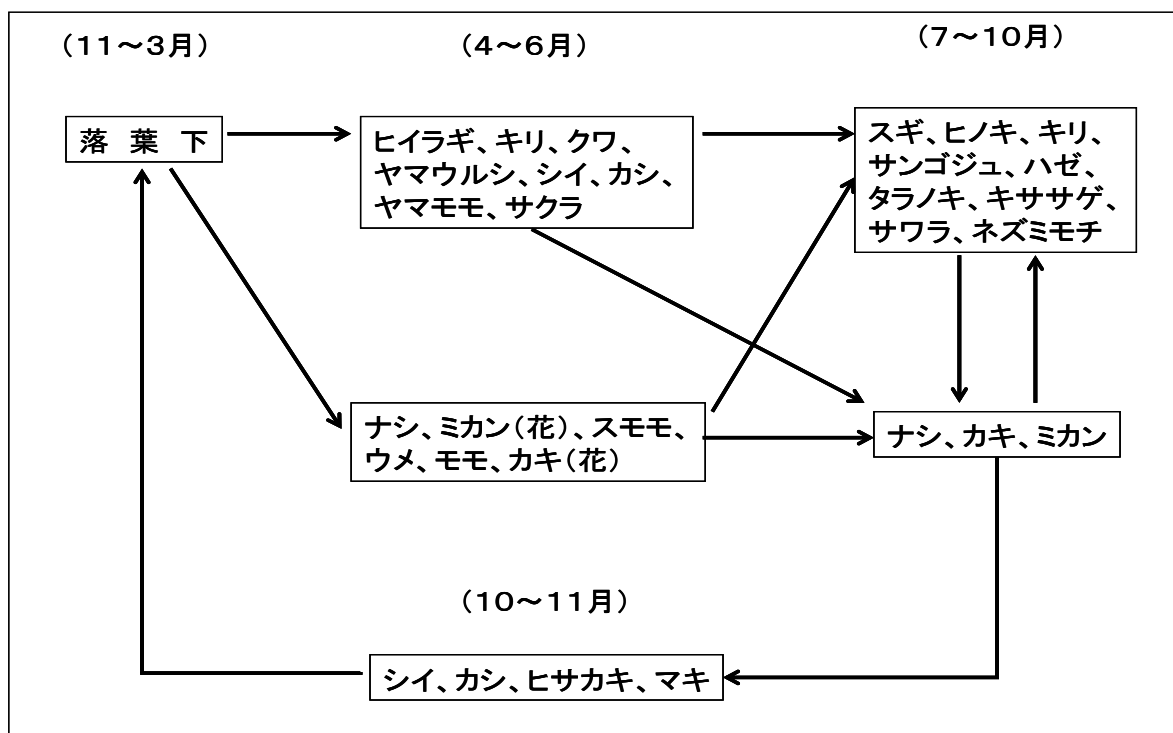 （11～3月）
（4～6月）
（7～10月）
落　葉　下
ヒイラギ、キリ、クワ、
ヤマウルシ、シイ、カシ、
ヤマモモ、サクラ
スギ、ヒノキ、キリ、
サンゴジュ、ハゼ、
タラノキ、キササゲ、
サワラ、ネズミモチ
ナシ、ミカン（花）、スモモ、
ウメ、モモ、カキ（花）
ナシ、カキ、ミカン
（10～11月）
シイ、カシ、ヒサカキ、マキ